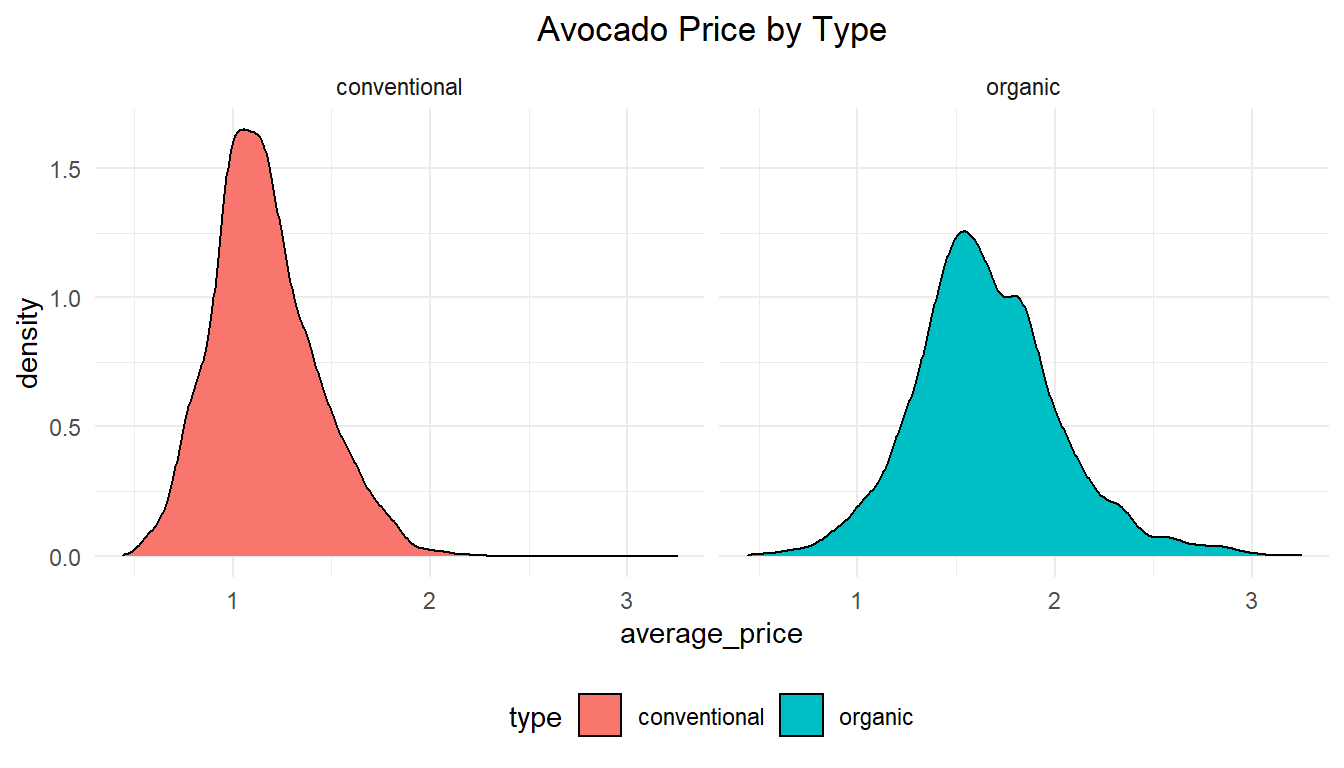 Avocado Price by Type
conventional organic
1.5
1.0
0.5
0.0
density
1 2 3 1 2 3
average_price
type conventional organic